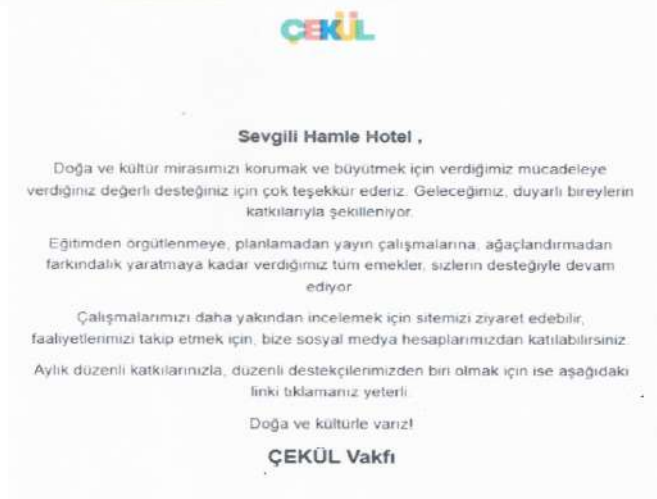 ÇEKÜL
Sevgili Hamle Hotel ,
Doğa ve kültür mirasımızı korumak ve büyütmek için verdiğimiz mücadeleye
verdiğiniz değerli desteğiniz için çok teşekkür ederiz. Geleceğimiz, duyarlı bireylerin
katkılarıyla şekilleniyor.
Eğitimden örgütlenmeye, planlamadan yayın çalışmalarına, ağaçlandırmadan
farkındalık yaratmaya kadar verdiğimiz tüm emekler, sizlerin desteğiyle devam
ediyor.
Çalışmalarımızı daha yakından incelemek için sitemizi ziyaret edebilir,
faaliyetlerimizi takip etmek için, bize sosyal medya hesaplarımızdan katılabilirsiniz.
Aylık düzenli katkılarınızla, düzenli destekçilerimizden biri olmak için ise aşağıdaki
linki tıklamanız yeterli.
Doğa ve kültürle varız!
ÇEKÜL Vakfı